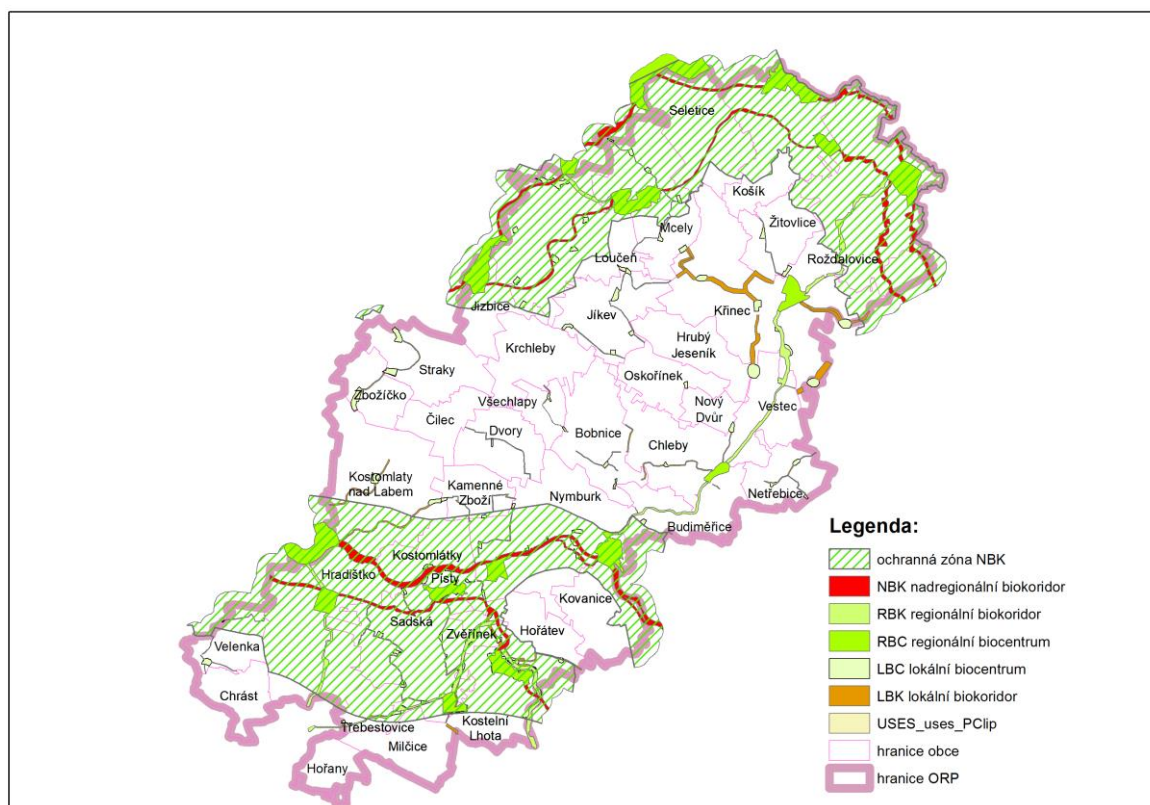 Seletice
Košík
Mcely
Žitovlice
Loučeň
Rožďalovice
Jizbice
Jíkev
Křinec
Hrubý
Jeseník
Krchleby
Straky
Oskořínek
Zbožíčko
Všechlapy
Nový
Dvůr
Vestec
Čilec
Dvory
Bobnice
Chleby
Kostomlaty
nad Labem
Kamenné
Zboží
Nymburk
Netřebice
Budiměřice
Kostomlátky
Hradištko
Písty
Kovanice
Sadská
Zvěřínek
Hořátev
Velenka
Chrást
Třebestovice
Kostelní
Lhota
Milčice
Hořany
Legenda:
ochranná zóna NBK
NBK nadregionální biokoridor
RBK regionální biokoridor
RBC regionální biocentrum
LBC lokální biocentrum
LBK lokální biokoridor
USES_uses_PClip
hranice obce
hranice ORP